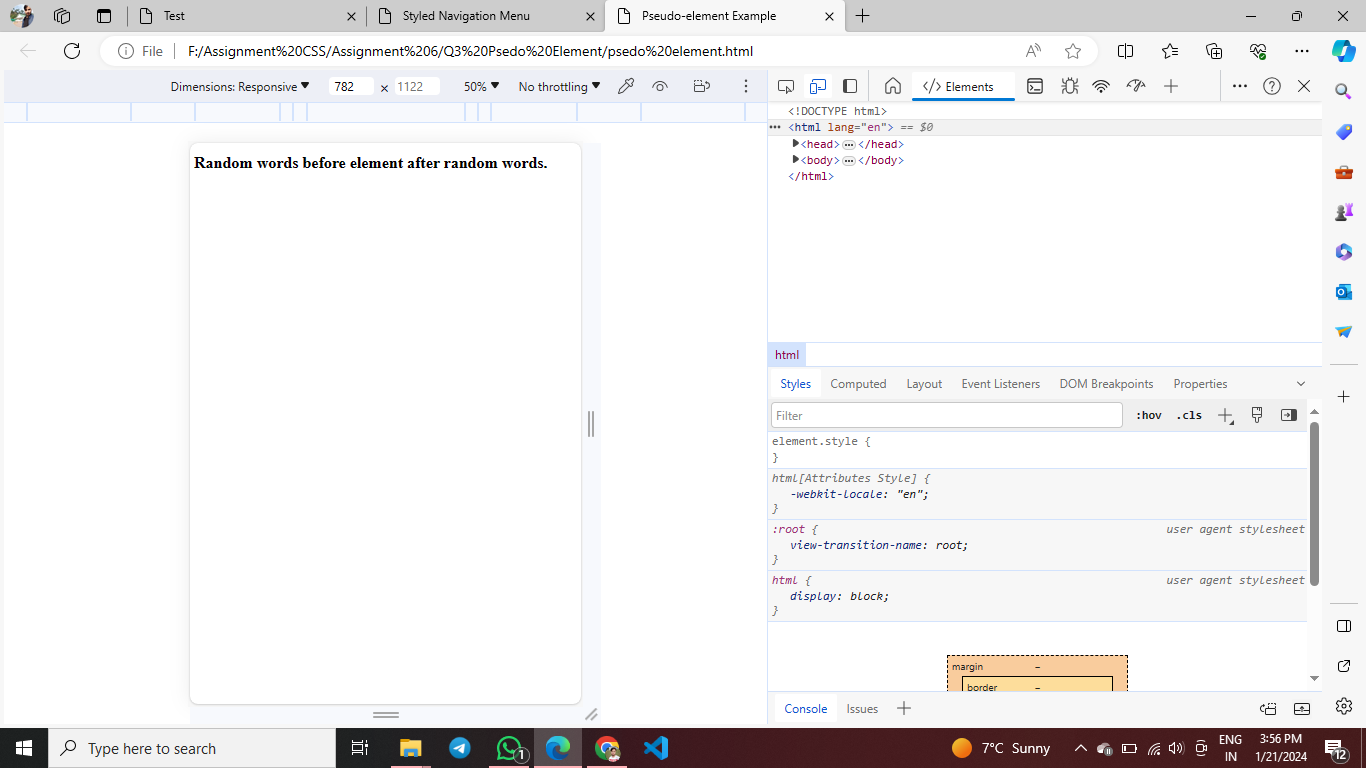 Test
Styled Navigation Menu
Pseudo-element Example
File
F:/Assignment%20CSS/Assignment%206/Q3%20Psedo%20Element/psedo%20element.html
Dimensions: Responsive
782
×
1122
50%
No throttling
Elements
Random words before element after random words.
<!DOCTYPE html>
<html lang="en"> == $0
<head> ··· </head>
<body> ··· </body>
</html>
html
Styles Computed Layout Event Listeners DOM Breakpoints Properties
Filter
:hov .cls
element.style {
}
html[Attributes Style] {
-webkit-locale: "en";
}
:root { user agent stylesheet
view-transition-name: root;
}
html { user agent stylesheet
display: block;
}
margin –
border –
Console Issues
Type here to search
1
7°C Sunny
ENG
IN
3:56 PM
1/21/2024
12